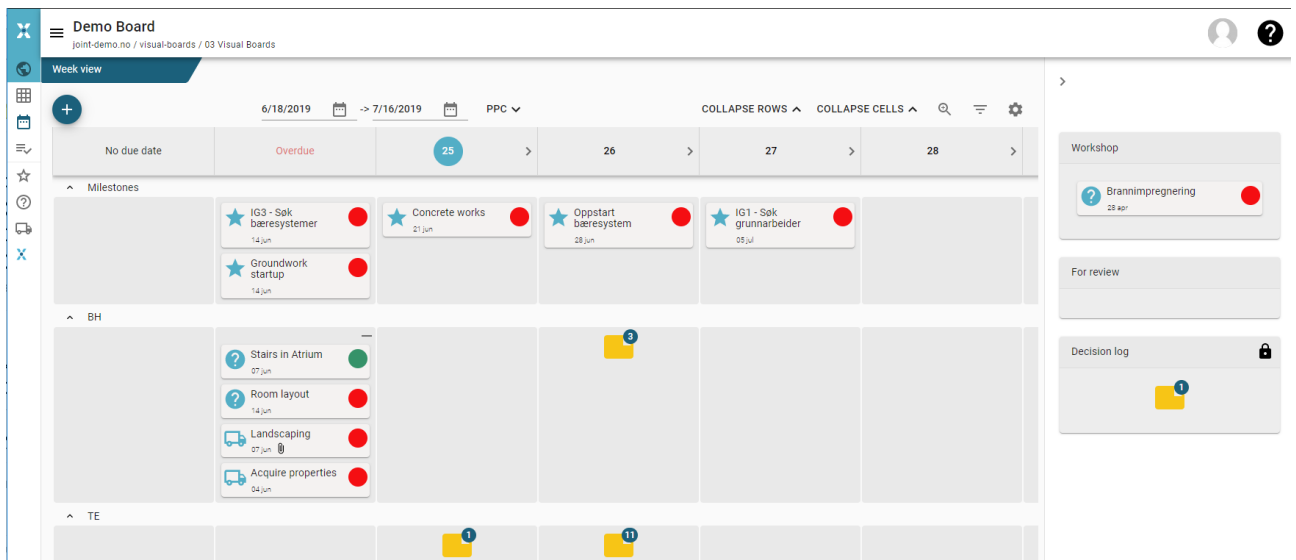 Demo Board
joint-demo.no / visual-boards / 03 Visual Boards
Week view
6/18/2019 -> 7/16/2019 PPC COLLAPSE ROWS COLLAPSE CELLS
No due date Overdue 25 26 27 28
Milestones
IG3 - Søk
bæresystemer
14 jun
Concrete works
21 jun
Oppstart
bæresystem
28 jun
IG1 - Søk
grunnarbeider
05 jul
Groundwork
startup
14 jun
BH
Stairs in Atrium
07 jun
Room layout
14 jun
Landscaping
07 jun
Acquire properties
04 jun
3
TE
1 11
Workshop
Brannimpregnering
28 apr
For review
Decision log
1